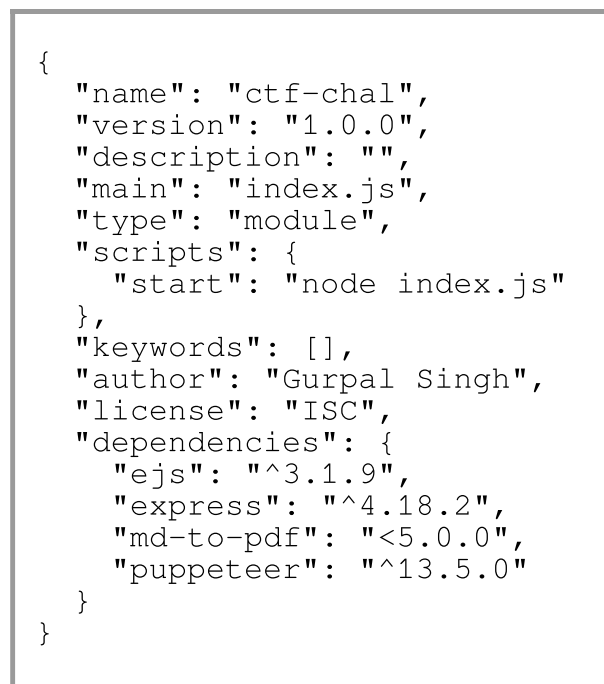 {
  "name": "ctf-chal",
  "version": "1.0.0",
  "description": "",
  "main": "index.js",
  "type": "module",
  "scripts": {
    "start": "node index.js"
  },
  "keywords": [],
  "author": "Gurpal Singh",
  "license": "ISC",
  "dependencies": {
    "ejs": "^3.1.9",
    "express": "^4.18.2",
    "md-to-pdf": "<5.0.0",
    "puppeteer": "^13.5.0"
  }
}